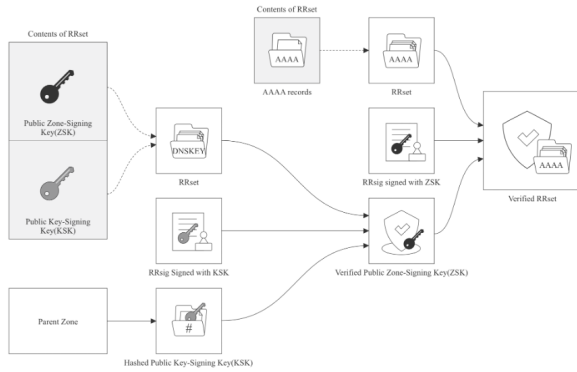 Contents of RRset
Public Zone-Signing
Key(ZSK)
Public Key-Signing
Key(KSK)
Contents of RRset
AAAA
AAAA records
AAAA
RRset
DNSKEY
RRset
RRsig signed with ZSK
AAAA
Verified RRset
RRsig Signed with KSK
Verified Public Zone-Signing Key(ZSK)
Parent Zone
#
Hashed Public Key-Signing Key(KSK)